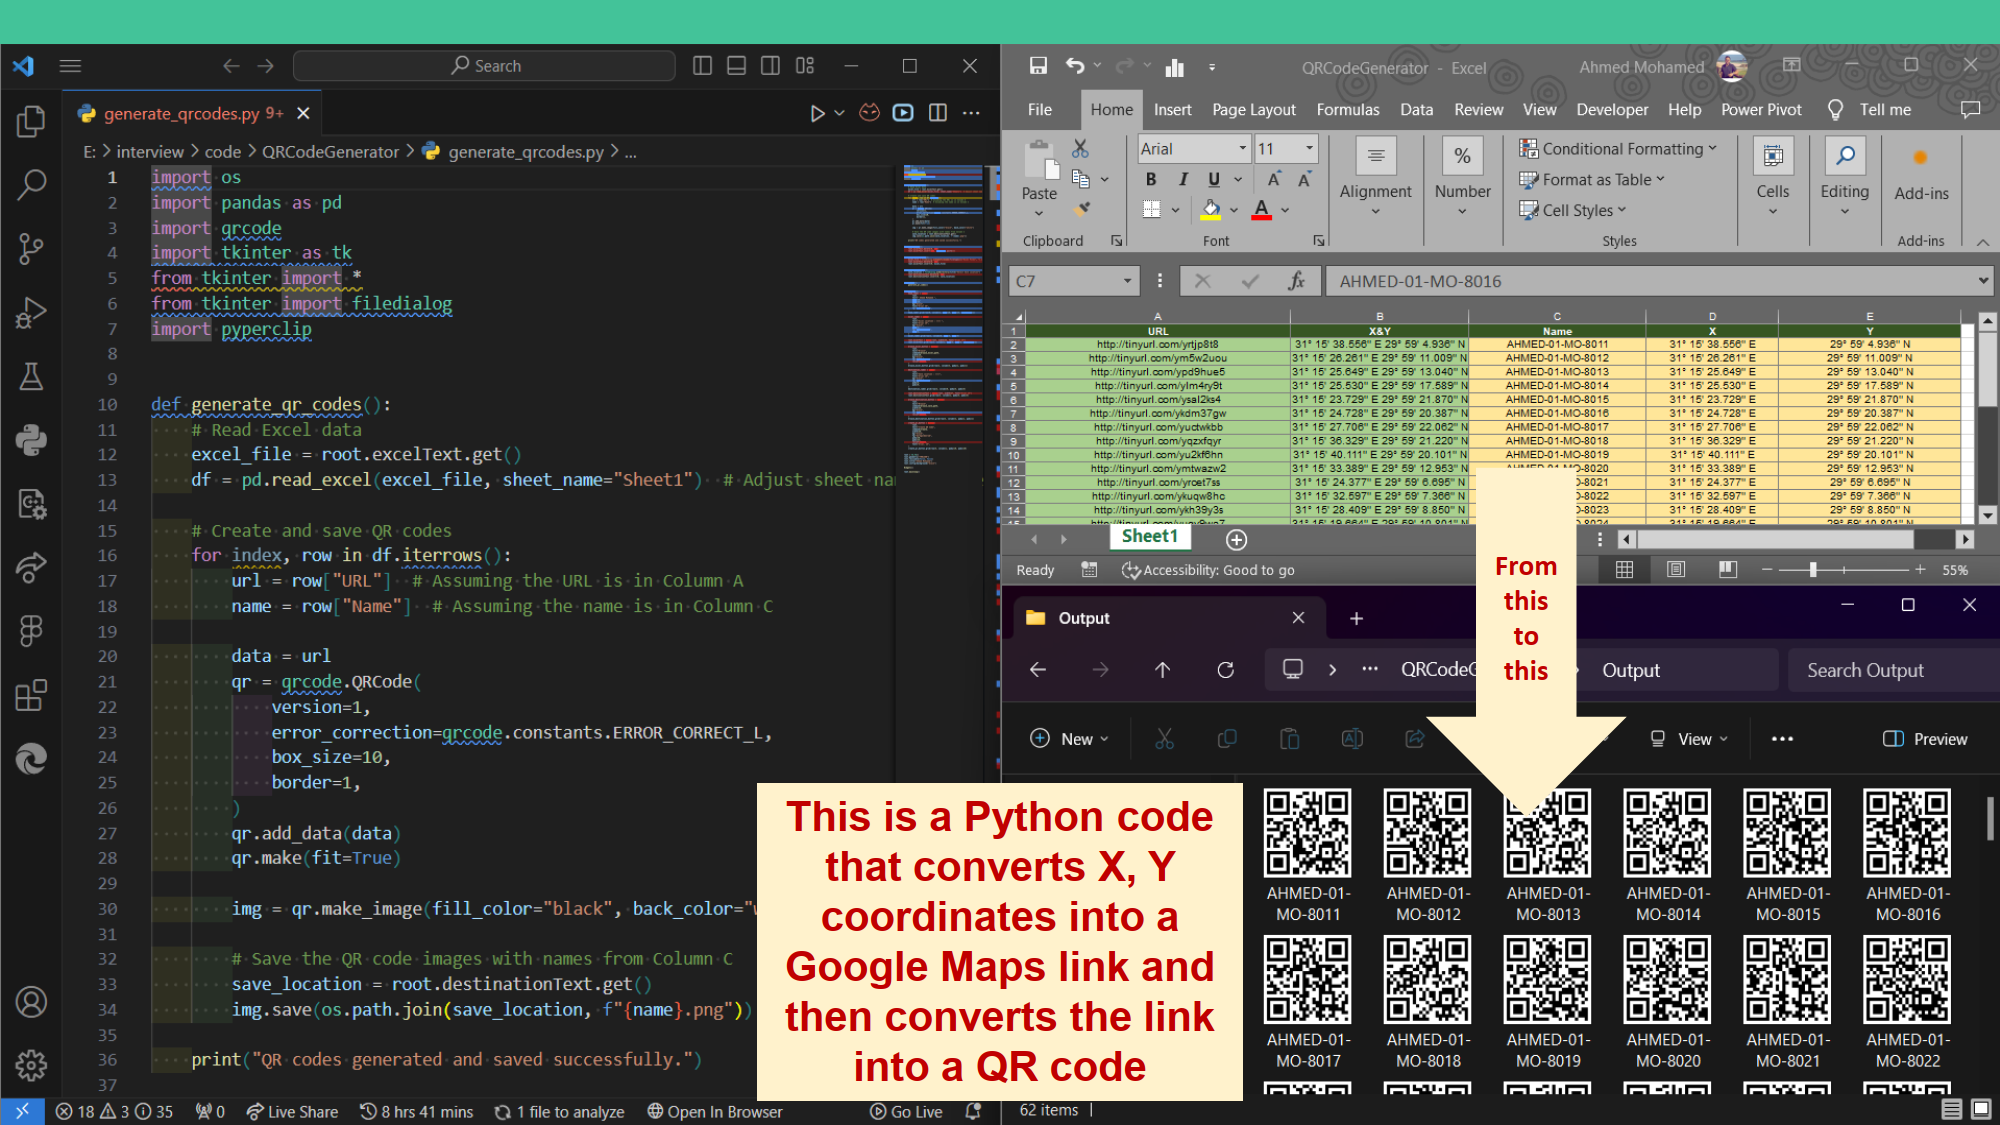 Search
generate_qrcodes.py 9+
E: > interview > code > QRCodeGenerator > generate_qrcodes.py > ...
1 import os
2 import pandas as pd
3 import qrcode
4 import tkinter as tk
5 from tkinter import *
6 from tkinter import filedialog
7 import pyperclip
8
9
10 def generate_qr_codes():
11 # Read Excel data
12 excel_file = root.excelText.get()
13 df = pd.read_excel(excel_file, sheet_name="Sheet1") # Adjust sheet
14
15 # Create and save QR codes
16 for index, row in df.iterrows():
17 url = row["URL"] # Assuming the URL is in Column A
18 name = row["Name"] # Assuming the name is in Column C
19
20 data = url
21 qr = qrcode.QRCode(
22 version=1,
23 error_correction=qrcode.constants.ERROR_CORRECT_L,
24 box_size=10,
25 border=1,
26 )
27 qr.add_data(data)
28 qr.make(fit=True)
29
30 img = qr.make_image(fill_color="black", back_color="
31
32 # Save the QR code images with names from Column C
33 save_location = root.destinationText.get()
34 img.save(os.path.join(save_location, f"{name}.png"))
35
36 print("QR codes generated and saved successfully.")
37
18 3 35 0 Live Share 8 hrs 41 mins 1 file to analyze Open In Browser Go Live
QRCodeGenerator - Excel Ahmed Mohamed
File Home Insert Page Layout Formulas Data Review View Developer Help Power Pivot Tell me
Paste Arial 11 B I U A A A
Alignment % Number
Conditional Formatting
Format as Table
Cell Styles
Cells Editing Add-ins
Clipboard Font Styles Add-ins
C7 fx AHMED-01-MO-8016
A B C D E
1 URL X&Y Name X Y
2 http://tinyurl.com/yrtjp8t8 31° 15' 38.556" E 29° 59' 4.936" N AHMED-01-MO-8011 31° 15' 38.556" E 29° 59' 4.936" N
3 http://tinyurl.com/ym5w2uou 31° 15' 26.261" E 29° 59' 11.009" N AHMED-01-MO-8012 31° 15' 26.261" E 29° 59' 11.009" N
4 http://tinyurl.com/ypd9hue5 31° 15' 25.649" E 29° 59' 13.040" N AHMED-01-MO-8013 31° 15' 25.649" E 29° 59' 13.040" N
5 http://tinyurl.com/ylm4ry9t 31° 15' 25.530" E 29° 59' 17.589" N AHMED-01-MO-8014 31° 15' 25.530" E 29° 59' 17.589" N
6 http://tinyurl.com/ysal2ks4 31° 15' 23.729" E 29° 59' 21.870" N AHMED-01-MO-8015 31° 15' 23.729" E 29° 59' 21.870" N
7 http://tinyurl.com/ykdm37gw 31° 15' 24.728" E 29° 59' 20.387" N AHMED-01-MO-8016 31° 15' 24.728" E 29° 59' 20.387" N
8 http://tinyurl.com/yuctwkbb 31° 15' 27.706" E 29° 59' 22.062" N AHMED-01-MO-8017 31° 15' 27.706" E 29° 59' 22.062" N
9 http://tinyurl.com/yqzxfqyr 31° 15' 36.329" E 29° 59' 21.220" N AHMED-01-MO-8018 31° 15' 36.329" E 29° 59' 21.220" N
10 http://tinyurl.com/yu2kf6hn 31° 15' 40.111" E 29° 59' 20.101" N AHMED-01-MO-8019 31° 15' 40.111" E 29° 59' 20.101" N
11 http://tinyurl.com/ymtwazw2 31° 15' 33.389" E 29° 59' 12.953" N AHMED-01-MO-8020 31° 15' 33.389" E 29° 59' 12.953" N
12 http://tinyurl.com/yrcet7ss 31° 15' 24.377" E 29° 59' 6.695" N -8021 31° 15' 24.377" E 29° 59' 6.695" N
13 http://tinyurl.com/ykuqw8hc 31° 15' 32.597" E 29° 59' 7.366" N -8022 31° 15' 32.597" E 29° 59' 7.366" N
14 http://tinyurl.com/ykh39y3s 31° 15' 28.409" E 29° 59' 8.850" N -8023 31° 15' 28.409" E 29° 59' 8.850" N
Sheet1
Ready Accessibility: Good to go 55%
From
this
to
this
Output
QRCodeG Output Search Output
New View Preview
AHMED-01-MO-8011 AHMED-01-MO-8012 AHMED-01-MO-8013 AHMED-01-MO-8014 AHMED-01-MO-8015 AHMED-01-MO-8016
AHMED-01-MO-8017 AHMED-01-MO-8018 AHMED-01-MO-8019 AHMED-01-MO-8020 AHMED-01-MO-8021 AHMED-01-MO-8022
62 items
This is a Python code
that converts X, Y
coordinates into a
Google Maps link and
then converts the link
into a QR code